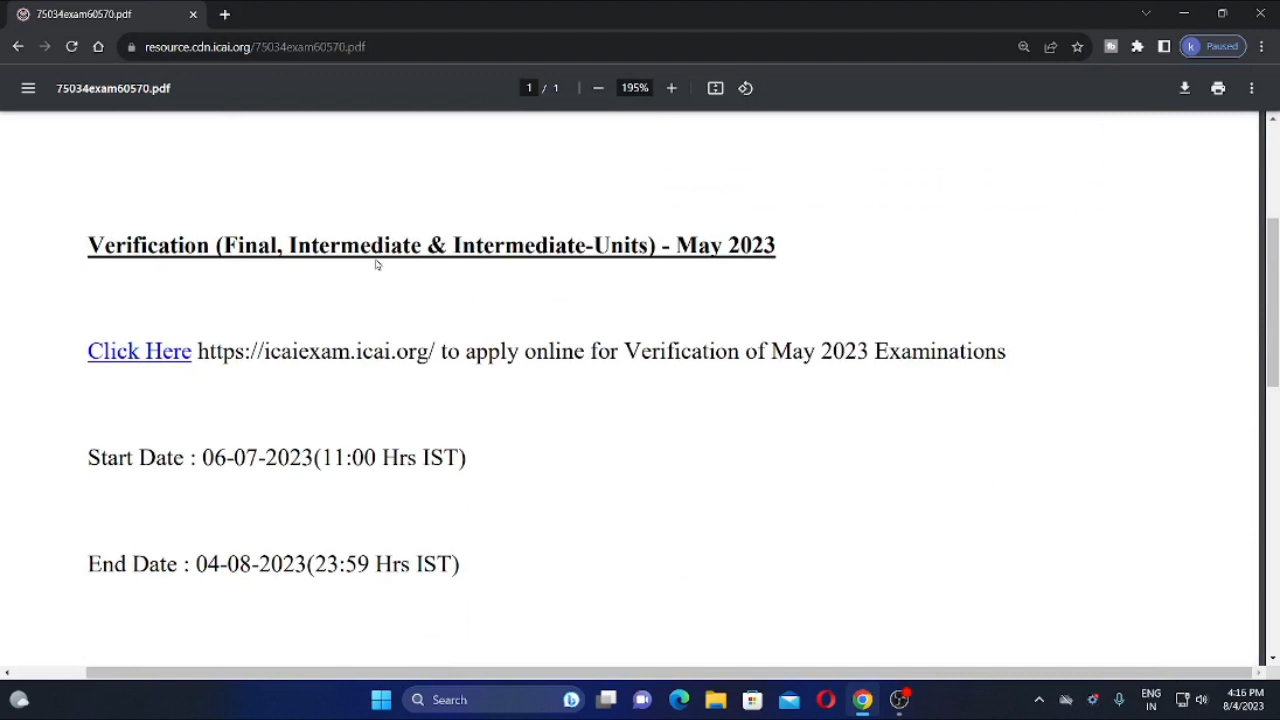 75034exam60570.pdf
resource.cdn.icai.org/75034exam60570.pdf
k Paused
75034exam60570.pdf
1 / 1
195%
Verification (Final, Intermediate & Intermediate-Units) - May 2023
Click Here https://icaiexam.icai.org/ to apply online for Verification of May 2023 Examinations
Start Date : 06-07-2023(11:00 Hrs IST)
End Date : 04-08-2023(23:59 Hrs IST)
Search
ENG
IN
4:15 PM
8/4/2023